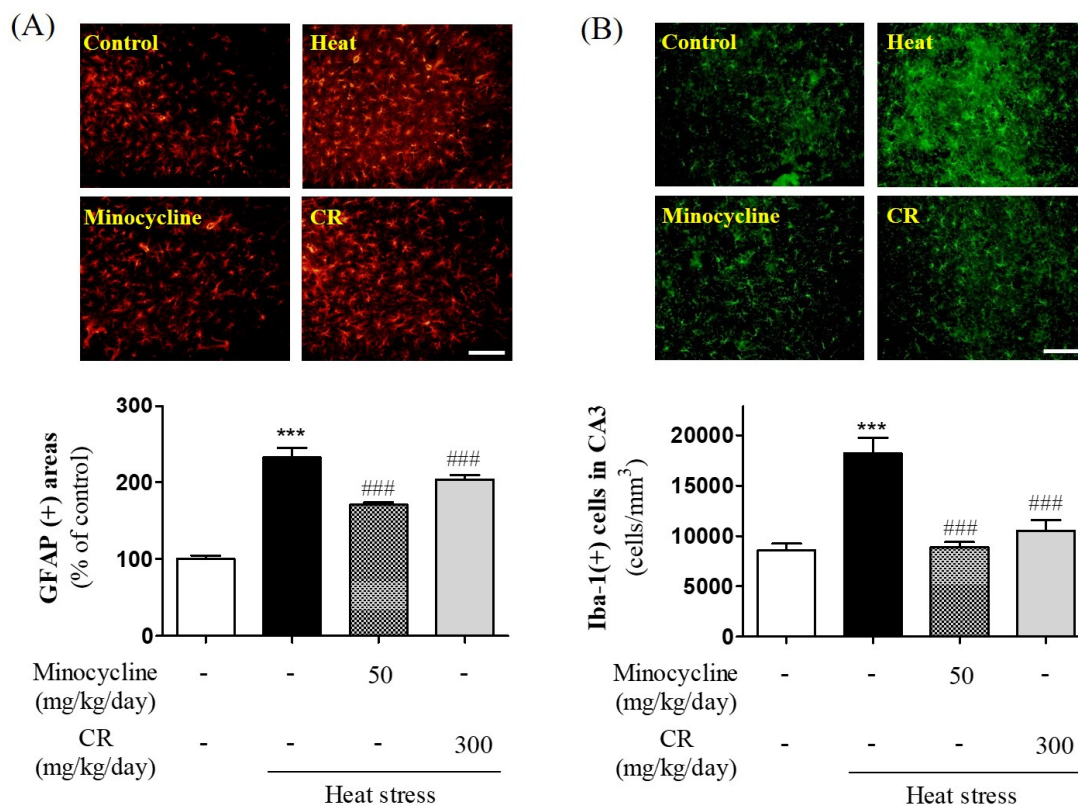 (A)
Control
Heat
Minocycline
CR
GFAP (+) areas
(% of control)
300
200
100
0
***
###
###
Minocycline - - 50 -
(mg/kg/day)
CR - - - 300
(mg/kg/day)
Heat stress
(B)
Control
Heat
Minocycline
CR
Iba-1(+) cells in CA3
(cells/mm³)
20000
15000
10000
5000
0
***
###
###
Minocycline - - 50 -
(mg/kg/day)
CR - - - 300
(mg/kg/day)
Heat stress